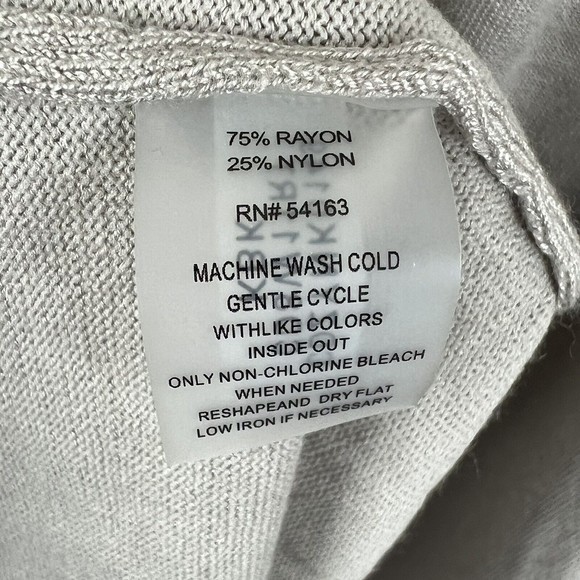 75% RAYON
25% NYLON
RN# 54163
MACHINE WASH COLD
GENTLE CYCLE
WITHLIKE COLORS
INSIDE OUT
ONLY NON-CHLORINE BLEACH
WHEN NEEDED
RESHAPEAND DRY FLAT
LOW IRON IF NECESSARY